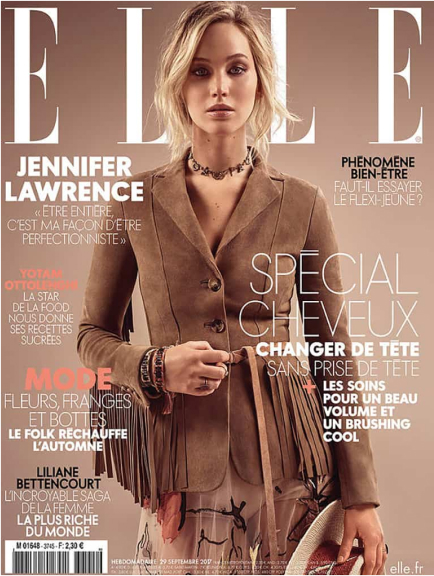 ELLE
JENNIFER
LAWRENCE
« ÊTRE ENTIÈRE,
C'EST MA FAÇON D'ÊTRE
PERFECTIONNISTE »
PHÉNOMÈNE
BIEN-ÊTRE
FAUT-IL ESSAYER
LE FLEXI-JEÛNE ?
YOTAM
OTTOLENGHI
LA STAR
DE LA FOOD
NOUS DONNE
SES RECETTES
SUCRÉES
SPÉCIAL
CHEVEUX
CHANGER DE TÊTE
SANS PRISE DE TÊTE
+ LES SOINS
POUR UN BEAU
VOLUME ET
UN BRUSHING
COOL
MODE
FLEURS, FRANGES
ET BOTTES
LE FOLK RÉCHAUFFE
L'AUTOMNE
LILIANE
BETTENCOURT
L'INCROYABLE SAGA
DE LA FEMME
LA PLUS RICHE
DU MONDE
M 01648 - 3745 - F: 2,30 €
HEBDOMADAIRE. 29 SEPTEMBRE 2017
elle.fr